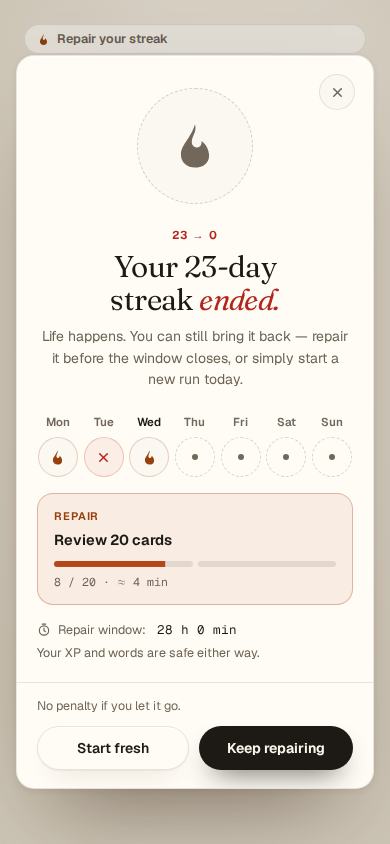 Repair your streak
23 → 0
Your 23-day
streak ended.
Life happens. You can still bring it back — repair
it before the window closes, or simply start a
new run today.
Mon Tue Wed Thu Fri Sat Sun
REPAIR
Review 20 cards
8 / 20 · ≈ 4 min
Repair window: 28 h 0 min
Your XP and words are safe either way.
No penalty if you let it go.
Start fresh Keep repairing